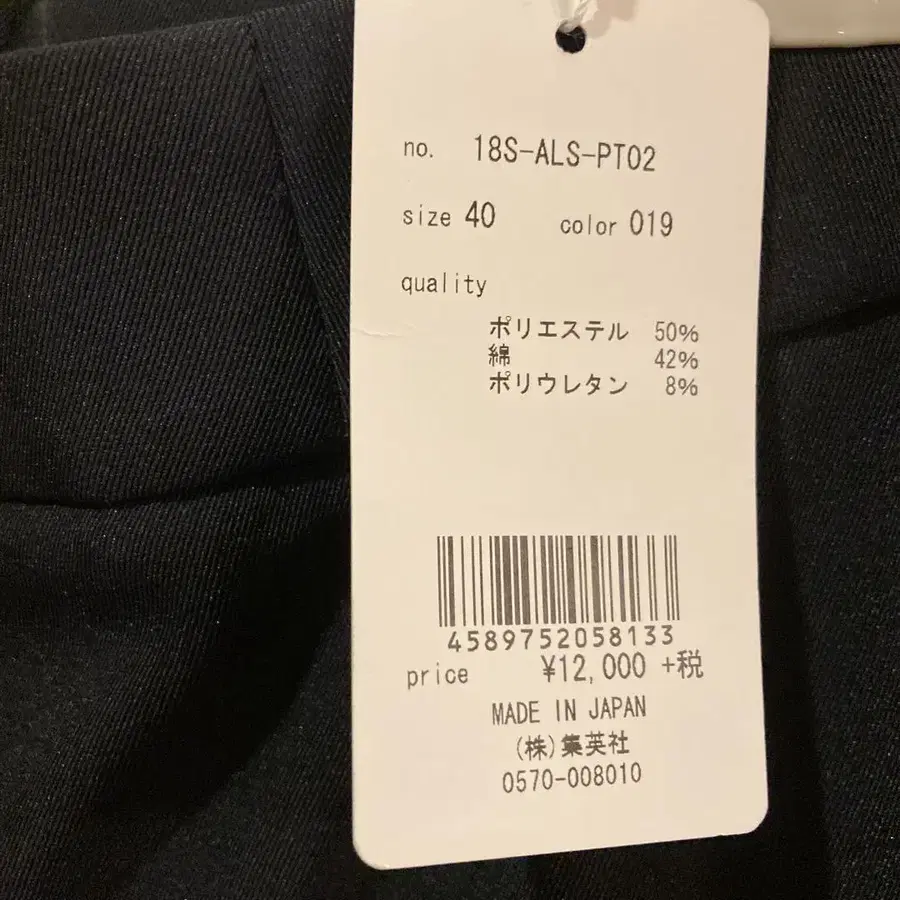 no. 18S-ALS-PT02
size 40 color 019
quality
ポリエステル 50%
綿 42%
ポリウレタン 8%
4589752058133
price ¥12,000 +税
MADE IN JAPAN
(株)集英社
0570-008010